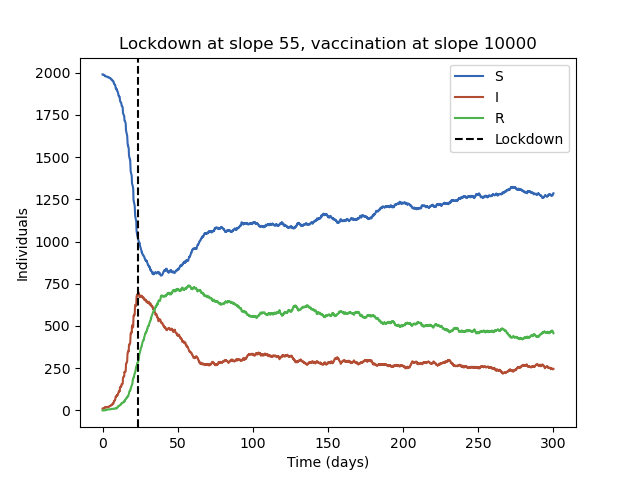 Lockdown at slope 55, vaccination at slope 10000
S
I
R
Lockdown
Individuals
2000
1750
1500
1250
1000
750
500
250
0
0 50 100 150 200 250 300
Time (days)